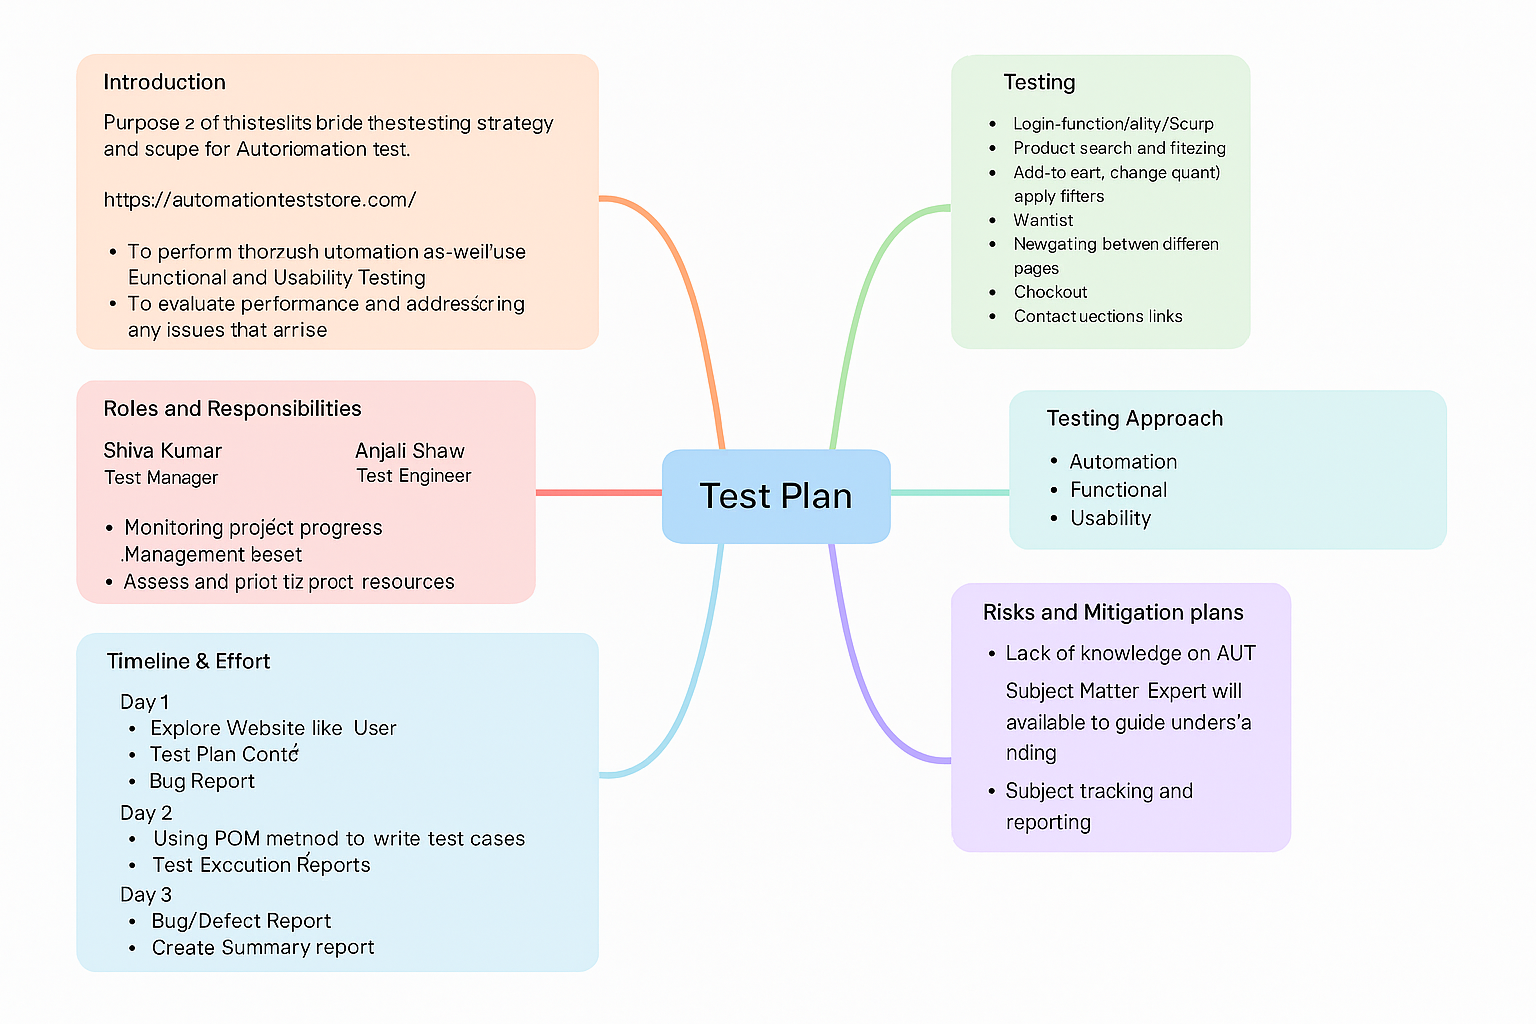 Introduction
Purpose 2 of thisteslits bride thestesting strategy
and scupe for Autoriomation test.
https://automationteststore.com/
• To perform thorzush utomation as-well'use
Eunctional and Usability Testing
• To evaluate performance and addresscring
any issues that arrise
Roles and Responsibilities
Shiva Kumar
Test Manager
Anjali Shaw
Test Engineer
• Monitoring project progress
.Management beset
• Assess and priot tiz proct resources
Timeline & Effort
Day 1
• Explore Website like User
• Test Plan Conté
• Bug Report
Day 2
• Using POM metnod to write test cases
• Test Exccution Reports
Day 3
• Bug/Defect Report
• Create Summary report
Test Plan
Testing
• Login-function/ality/Scurp
• Product search and fitezing
• Add-to eart, change quant)
apply fifters
• Wantist
• Newgating betwen differen
pages
• Chockout
• Contact uections links
Testing Approach
• Automation
• Functional
• Usability
Risks and Mitigation plans
• Lack of knowledge on AUT
Subject Matter Expert will
available to guide unders'a
nding
• Subject tracking and
reporting